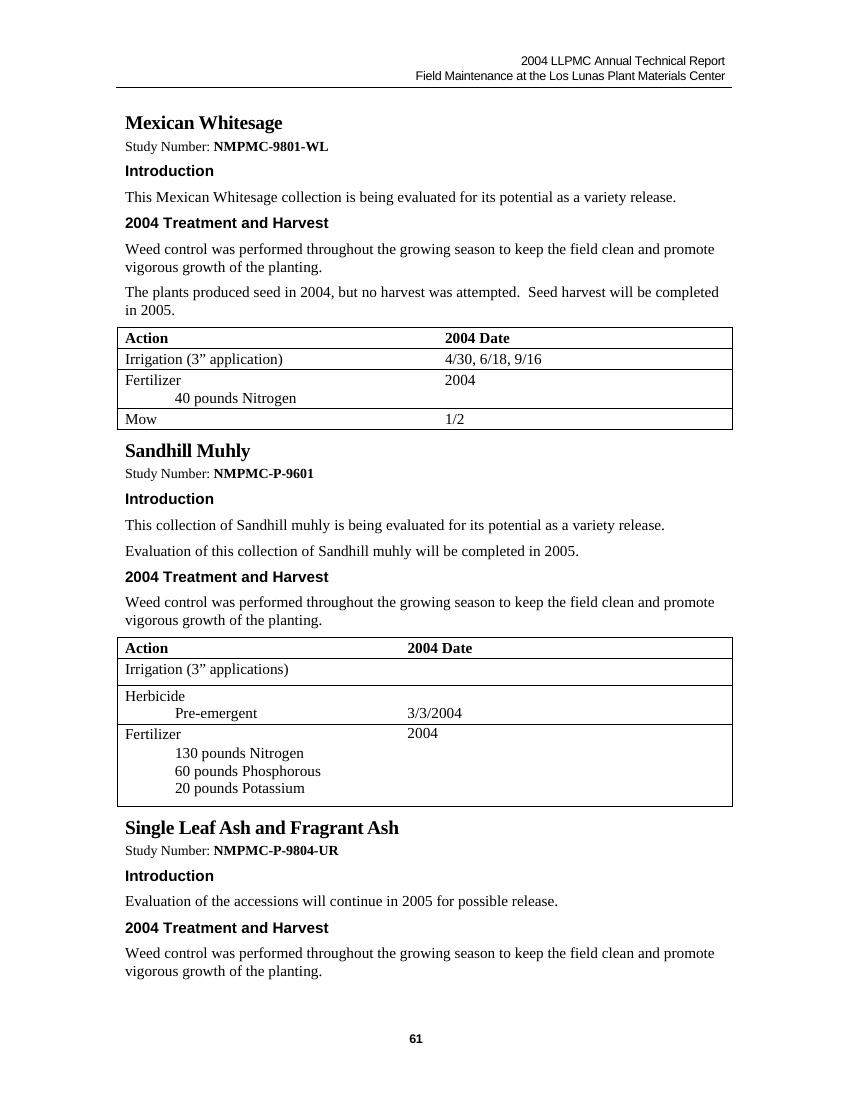 2004 LLPMC Annual Technical Report
Field Maintenance at the Los Lunas Plant Materials Center
Mexican Whitesage
Study Number: NMPMC-9801-WL
Introduction
This Mexican Whitesage collection is being evaluated for its potential as a variety release.
2004 Treatment and Harvest
Weed control was performed throughout the growing season to keep the field clean and promote
vigorous growth of the planting.
The plants produced seed in 2004, but no harvest was attempted.  Seed harvest will be completed
in 2005.
Action 2004 Date
Irrigation (3” application) 4/30, 6/18, 9/16
Fertilizer 2004
40 pounds Nitrogen
Mow 1/2
Sandhill Muhly
Study Number: NMPMC-P-9601
Introduction
This collection of Sandhill muhly is being evaluated for its potential as a variety release.
Evaluation of this collection of Sandhill muhly will be completed in 2005.
2004 Treatment and Harvest
Weed control was performed throughout the growing season to keep the field clean and promote
vigorous growth of the planting.
Action 2004 Date
Irrigation (3” applications)
Herbicide
Pre-emergent 3/3/2004
Fertilizer 2004
130 pounds Nitrogen
60 pounds Phosphorous
20 pounds Potassium
Single Leaf Ash and Fragrant Ash
Study Number: NMPMC-P-9804-UR
Introduction
Evaluation of the accessions will continue in 2005 for possible release.
2004 Treatment and Harvest
Weed control was performed throughout the growing season to keep the field clean and promote
vigorous growth of the planting.
61